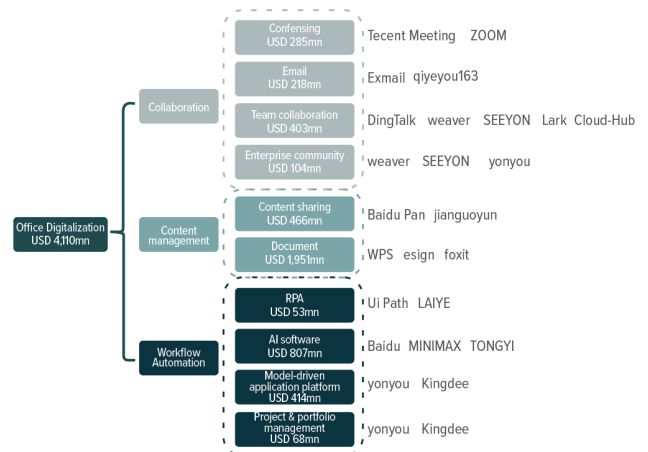 Confensing
USD 285mn
Tecent Meeting ZOOM
Email
USD 218mn
Exmail qiyeyou163
Collaboration
Team collaboration
USD 403mn
DingTalk weaver SEEYON Lark Cloud-Hub
Enterprise community
USD 104mn
weaver SEEYON yonyou
Office Digitalization
USD 4,110mn
Content
management
Content sharing
USD 466mn
Baidu Pan jianguoyun
Document
USD 1,951mn
WPS esign foxit
Workflow
Automation
RPA
USD 53mn
Ui Path LAIYE
AI software
USD 807mn
Baidu MINIMAX TONGYI
Model-driven
application platform
USD 414mn
yonyou Kingdee
Project & portfolio
management
USD 68mn
yonyou Kingdee